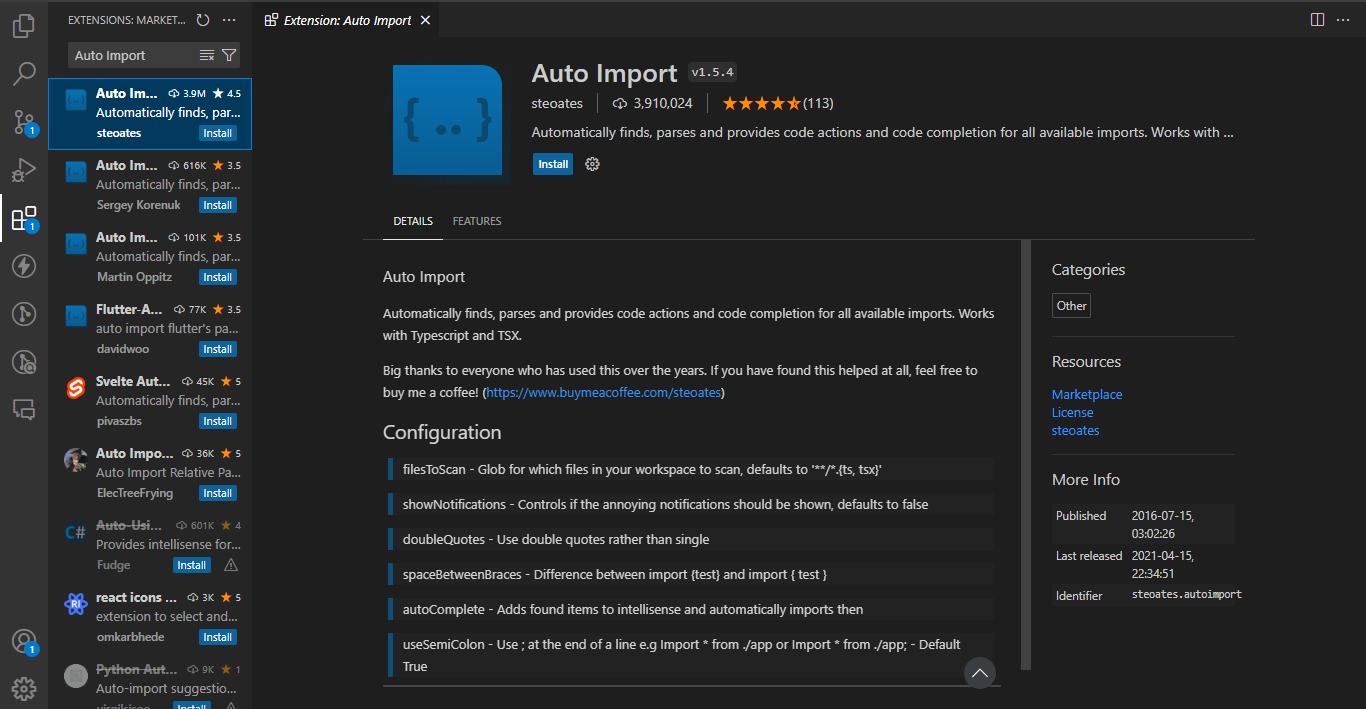 EXTENSIONS: MARKET...
Auto Import
Auto Im... 3.9M ★ 4.5
Automatically finds, par...
steoates Install
Auto Im... 616K ★ 3.5
Automatically finds, par...
Sergey Korenuk Install
Auto Im... 101K ★ 3.5
Automatically finds, par...
Martin Oppitz Install
Flutter-A... 77K ★ 3.5
auto import flutter's pa...
davidwoo Install
Svelte Aut... 45K ★ 5
Automatically finds, par...
pivaszbs Install
Auto Impo... 36K ★ 5
Auto Import Relative Pa...
ElecTreeFrying Install
C# Auto-Usi... 601K ★ 4
Provides intellisense for...
Fudge Install
RI react icons ... 3K ★ 5
extension to select and...
omkarbhede Install
Python Aut... 9K ★ 1
Auto-import suggestio...
Install
1
1
1
Extension: Auto Import
{..}
Auto Import v1.5.4
steoates 3,910,024 ★★★★★ (113)
Automatically finds, parses and provides code actions and code completion for all available imports. Works with ...
Install
DETAILS FEATURES
Auto Import
Automatically finds, parses and provides code actions and code completion for all available imports. Works
with Typescript and TSX.
Big thanks to everyone who has used this over the years. If you have found this helped at all, feel free to
buy me a coffee! (https://www.buymeacoffee.com/steoates)
Configuration
filesToScan - Glob for which files in your workspace to scan, defaults to '**/*.{ts, tsx}'
showNotifications - Controls if the annoying notifications should be shown, defaults to false
doubleQuotes - Use double quotes rather than single
spaceBetweenBraces - Difference between import {test} and import { test }
autoComplete - Adds found items to intellisense and automatically imports then
useSemiColon - Use ; at the end of a line e.g Import * from ./app or Import * from ./app; - Default
True
Categories
Other
Resources
Marketplace
License
steoates
More Info
Published 2016-07-15,
03:02:26
Last released 2021-04-15,
22:34:51
Identifier steoates.autoimport